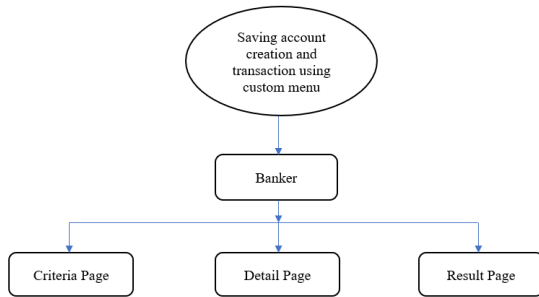 Saving account
creation and
transaction using
custom menu
Banker
Criteria Page
Detail Page
Result Page